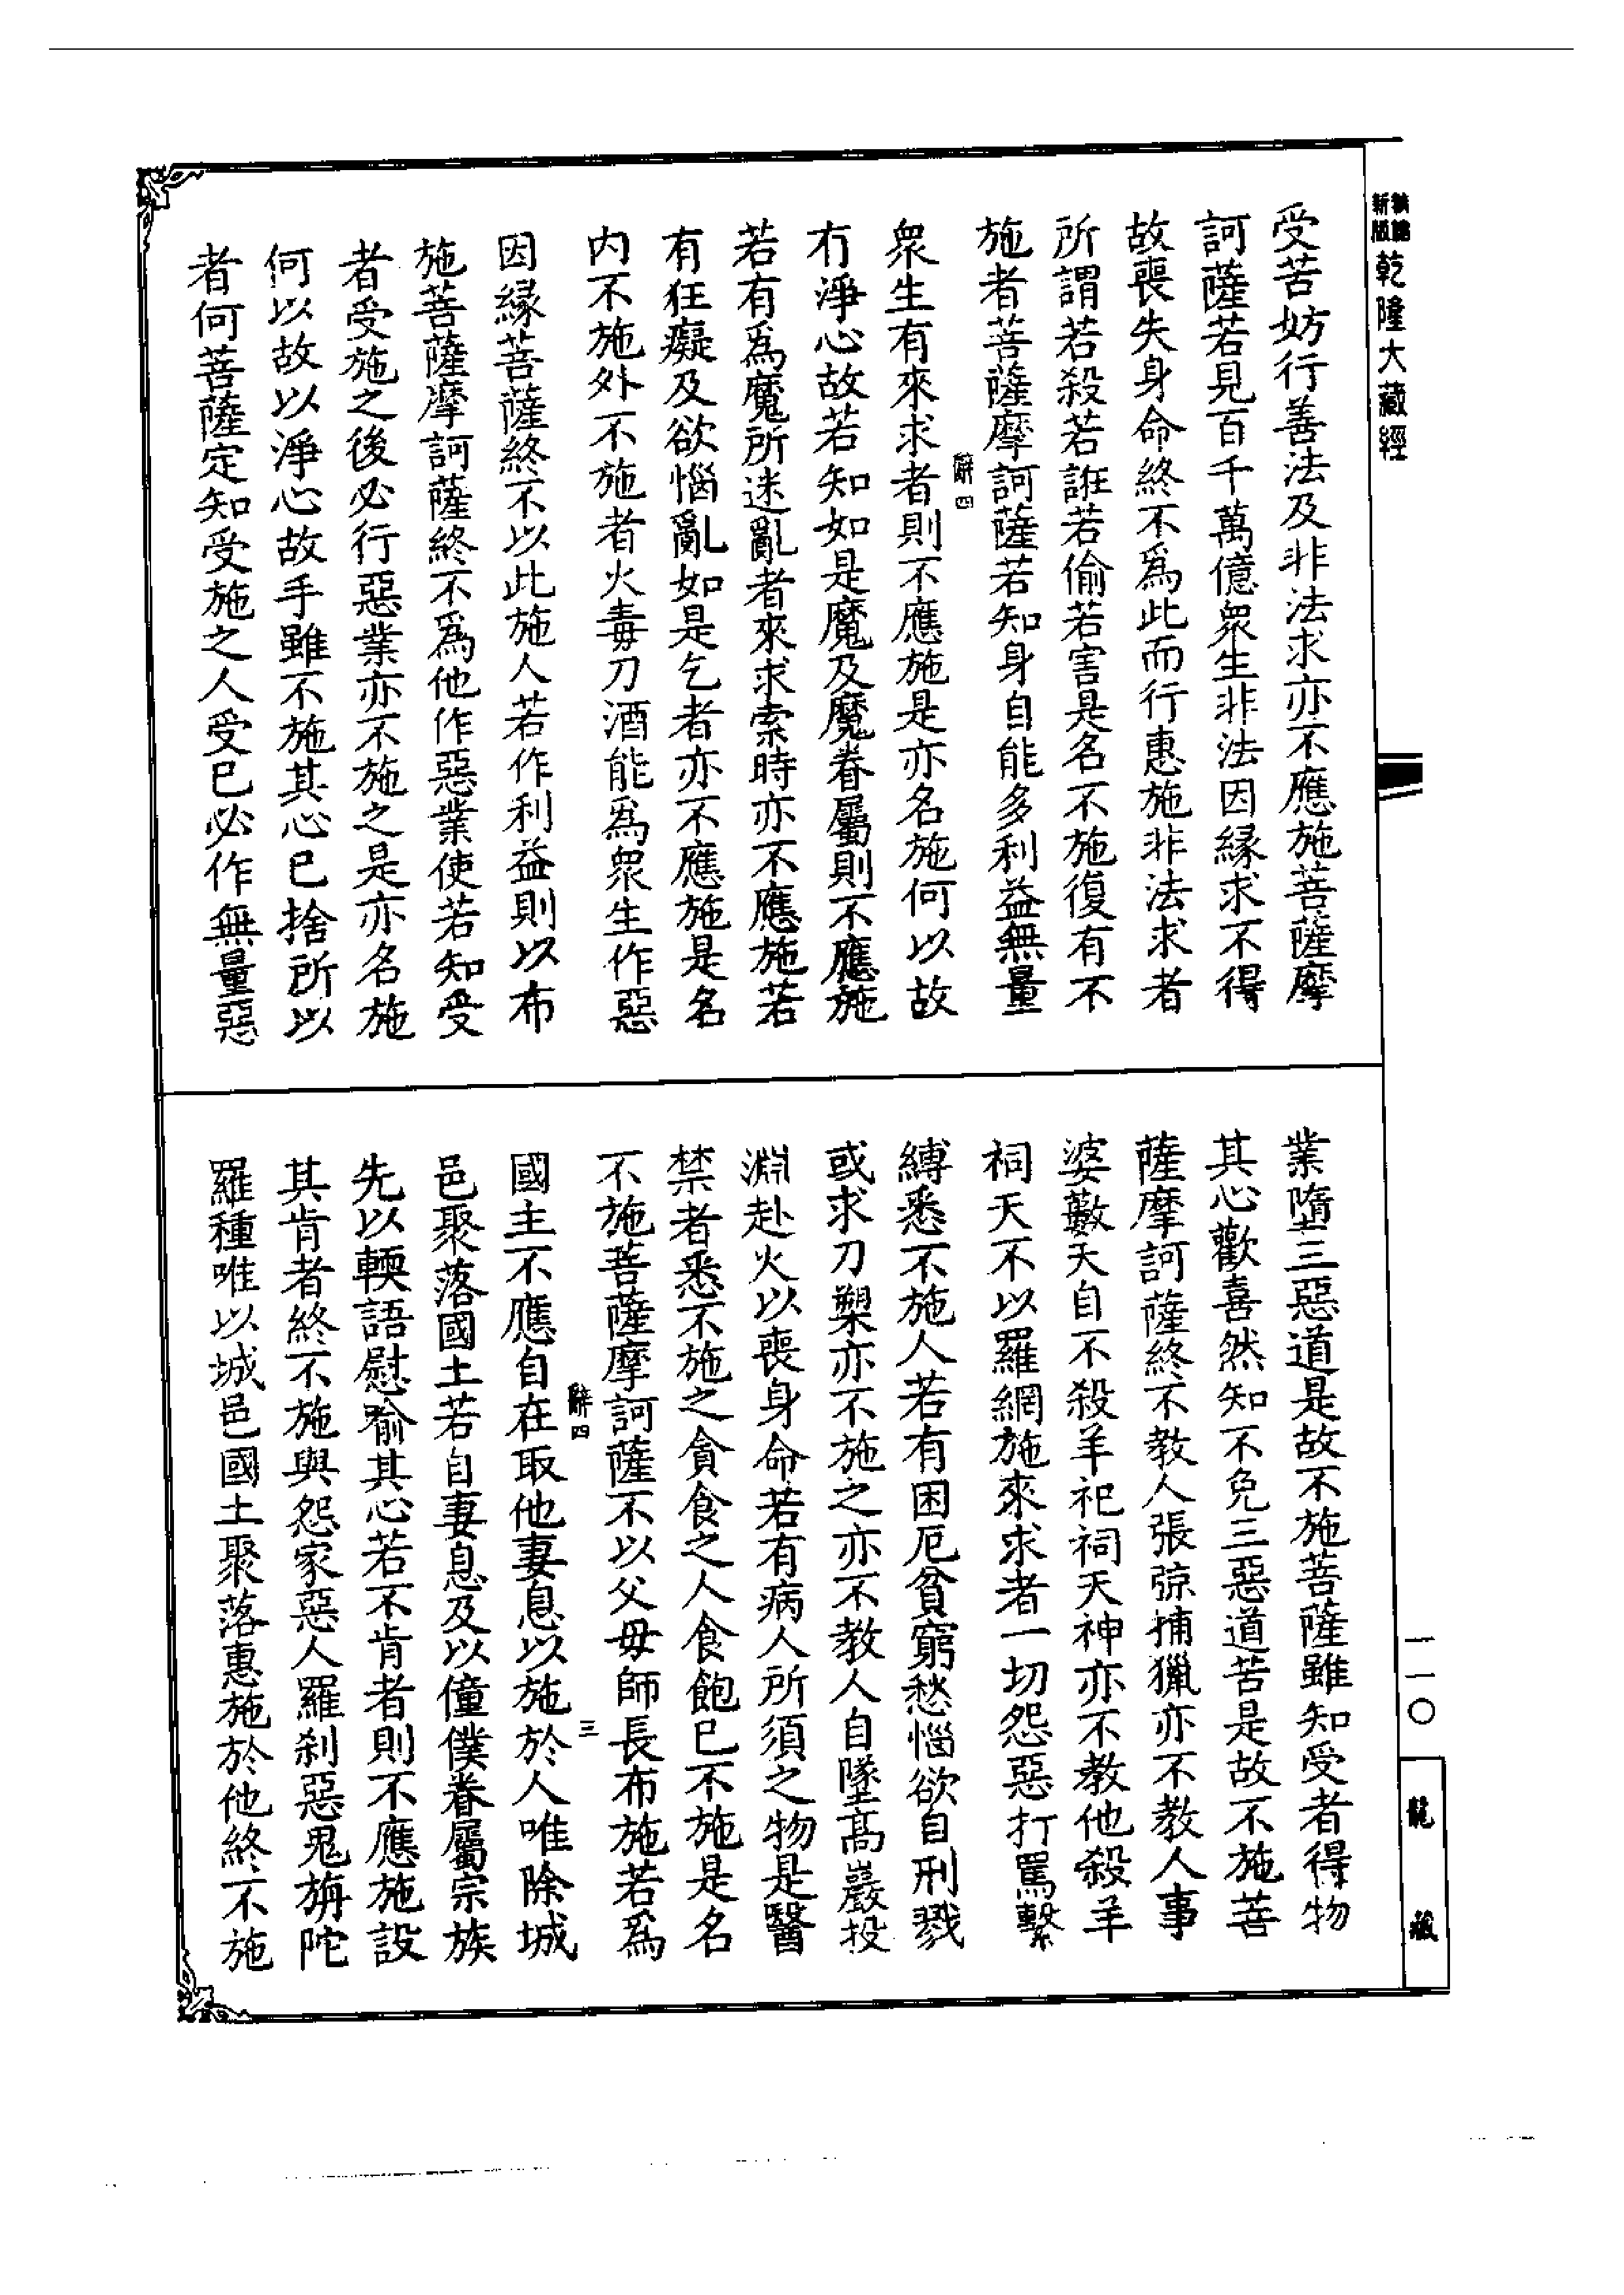 新版
乾隆大藏經
受苦妨行善法及非法求亦不應施菩薩摩
訶薩若見百千萬億眾生非法因緣求不得
故喪失身命終不爲此而行惠施非法求者
所謂若殺若誑若偷若害是名不施復有不
施者菩薩摩訶薩若知身自能多利益無量
辭四
眾生有來求者則不應施是亦名施何以故
有淨心故若知如是魔及魔眷屬則不應施
若有爲魔所迷亂者來求索時亦不應施若
有狂癡及欲惱亂如是乞者亦不應施是名
内不施外不施者火毒刀酒能爲眾生作惡
因緣菩薩終不以此施人若作利益則以布
施菩薩摩訶薩終不爲他作惡業使若知受
者受施之後必行惡業亦不施之是亦名施
何以故以淨心故手雖不施其心已捨所以
者何菩薩定知受施之人受已必作無量惡
業隋三惡道是故不施菩薩雖知受者得物
其心歡喜然知不免三惡道苦是故不施菩
薩摩訶薩終不教人張弶捕獵亦不教人事
婆藪天自不殺羊祀祠天神亦不教他殺羊
祠天不以羅網施來求者一切怨惡打罵繫
縛悉不施人若有困厄貧窮愁惱欲自刑戮
或求刀槊亦不施之亦不教人自墜高巖投
淵赴火以喪身命若有病人所須之物是醫
禁者悉不施之貪食之人食飽已不施是名
不施菩薩摩訶薩不以父母師長布施若爲
辭四
三
國主不應自在取他妻息以施於人唯除城
邑聚落國土若自妻息及以僮僕眷屬宗族
先以輭語慰喻其心若不肯者則不應施設
其肯者終不施與怨家惡人羅刹惡鬼旃陀
羅種唯以城邑國土聚落惠施於他終不施
一一〇
龍藏